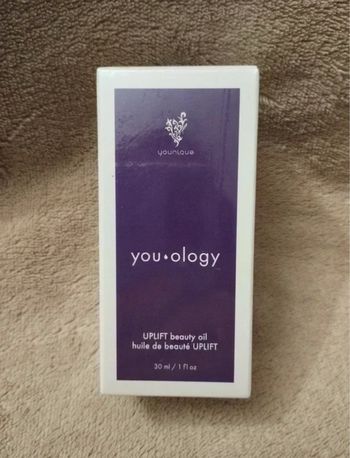 younique
you•ology
UPLIFT beauty oil
huile de beauté UPLIFT
30 ml / 1 fl oz